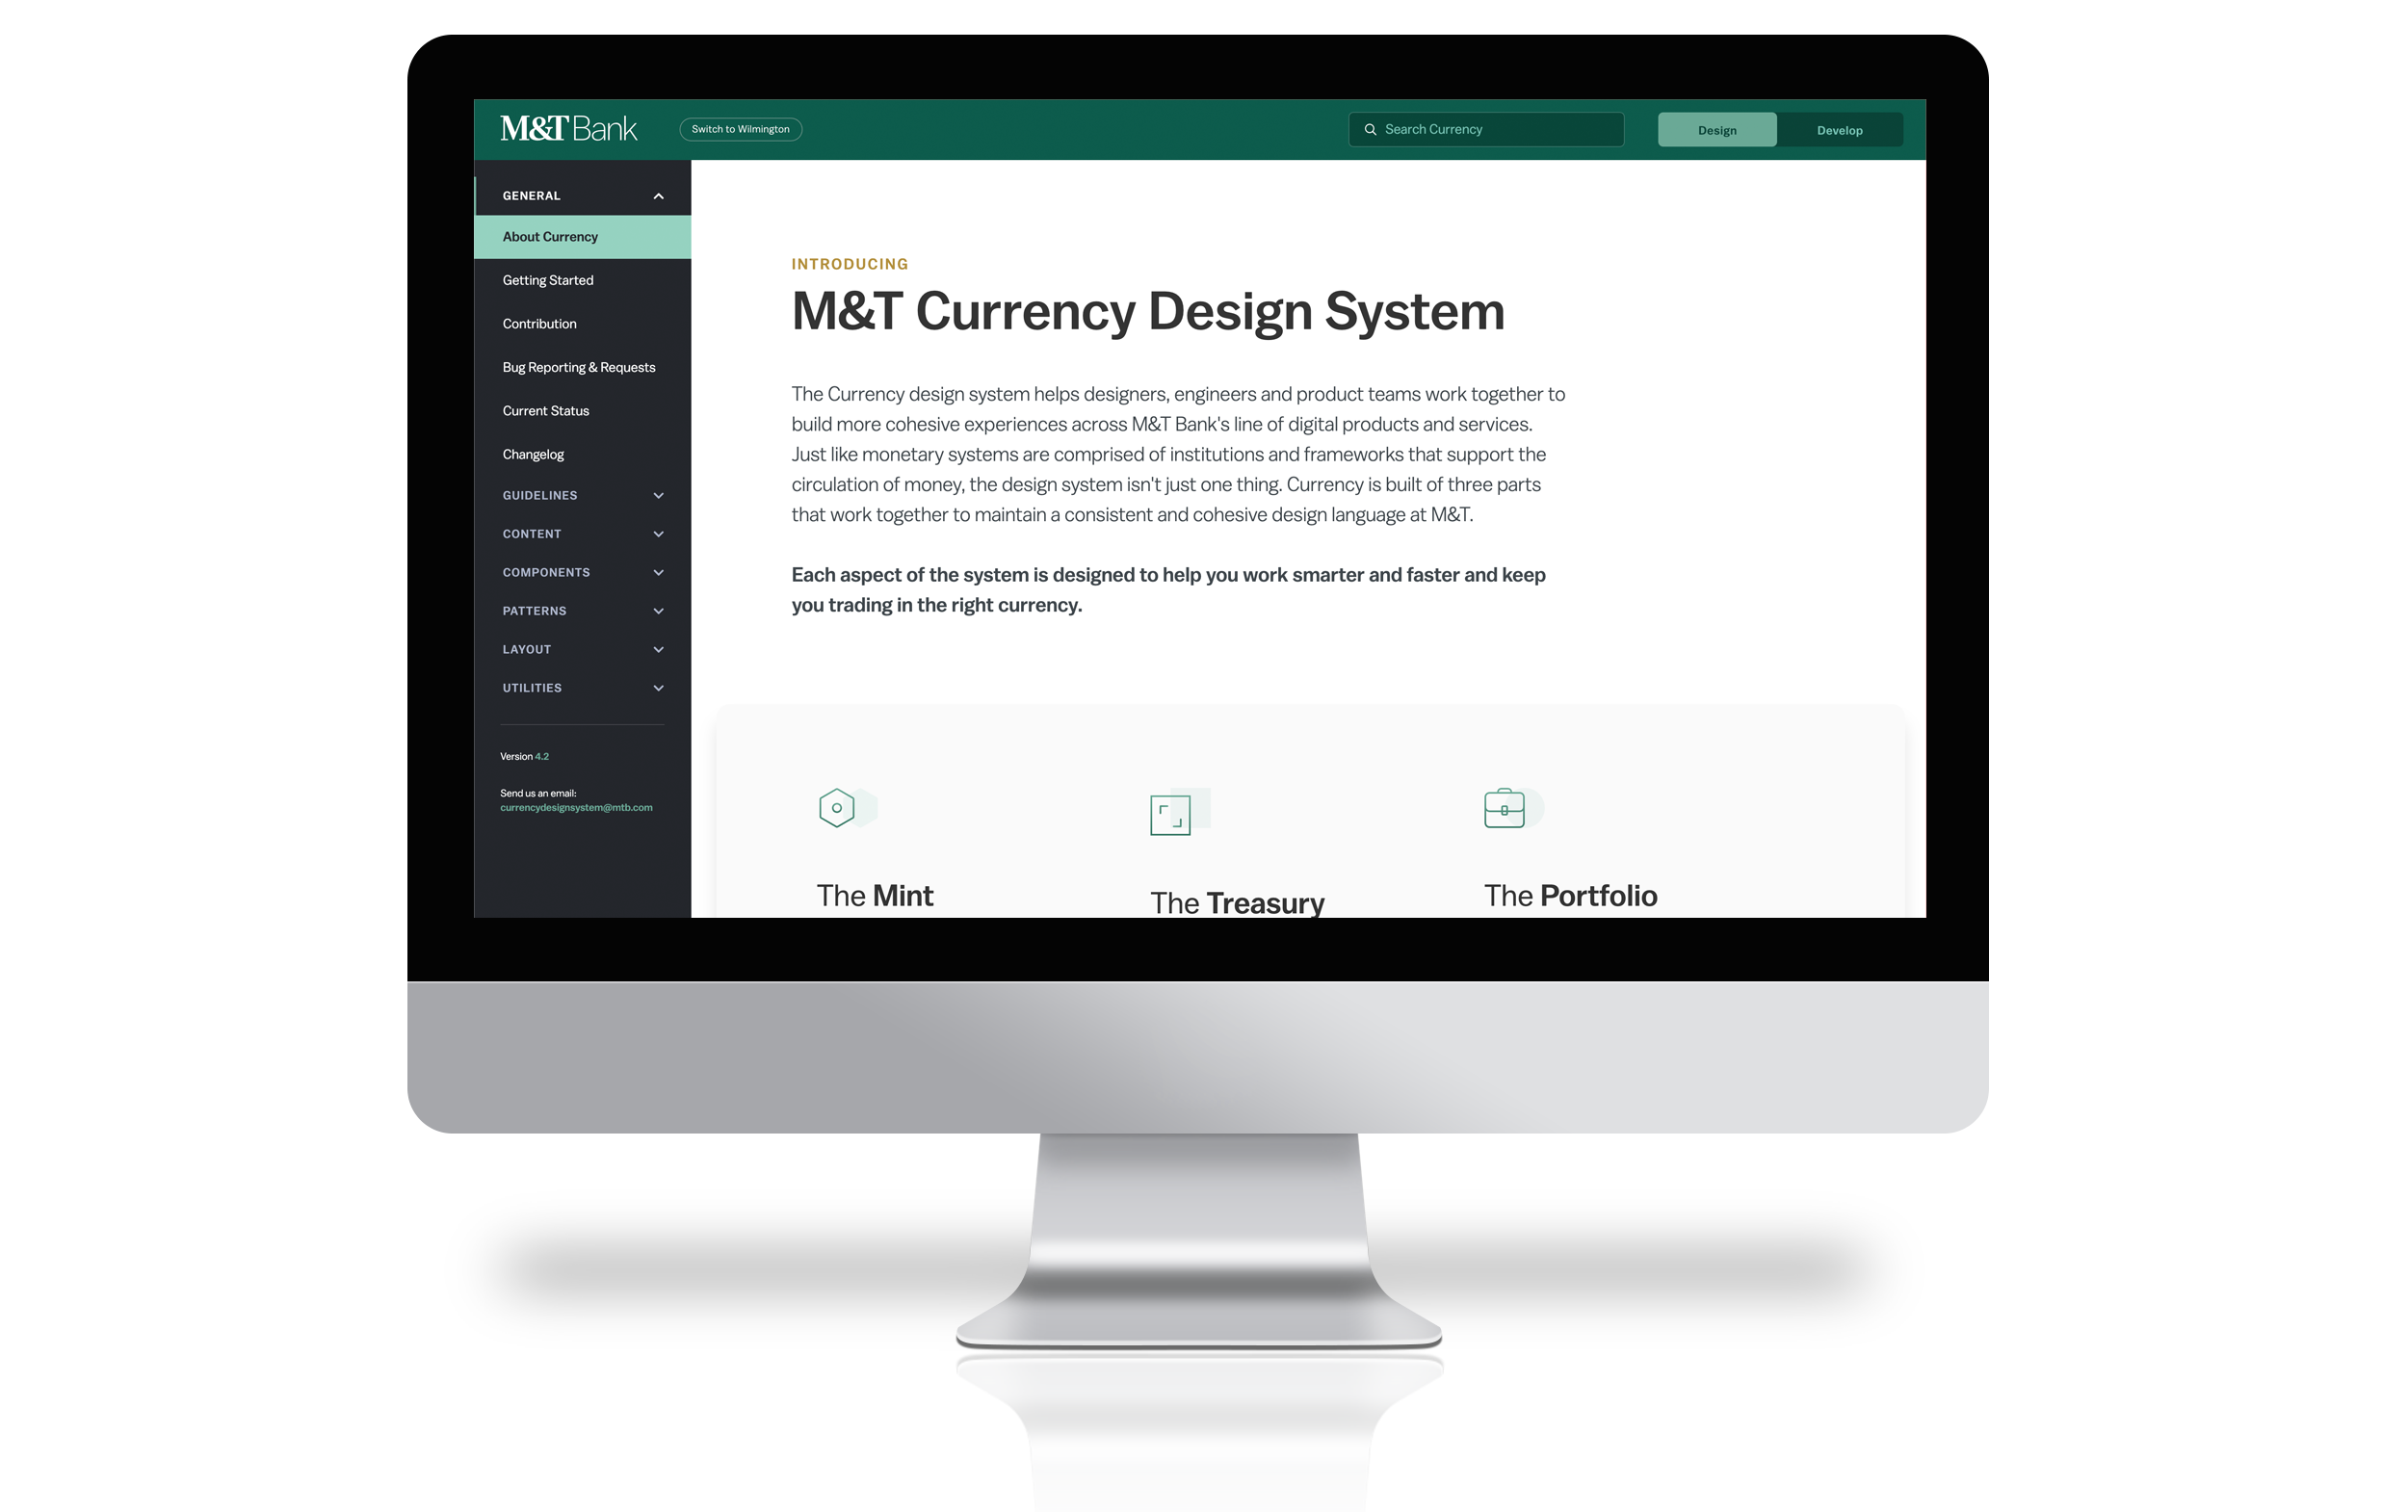 M&T Bank
Switch to Wilmington
Search Currency
Design
Develop
GENERAL
About Currency
Getting Started
Contribution
Bug Reporting & Requests
Current Status
Changelog
GUIDELINES
CONTENT
COMPONENTS
PATTERNS
LAYOUT
UTILITIES
Version 4.2
Send us an email:
currencydesignsystem@mtb.com
INTRODUCING
M&T Currency Design System
The Currency design system helps designers, engineers and product teams work together to
build more cohesive experiences across M&T Bank's line of digital products and services.
Just like monetary systems are comprised of institutions and frameworks that support the
circulation of money, the design system isn't just one thing. Currency is built of three parts
that work together to maintain a consistent and cohesive design language at M&T.
Each aspect of the system is designed to help you work smarter and faster and keep
you trading in the right currency.
The Mint
The Treasury
The Portfolio